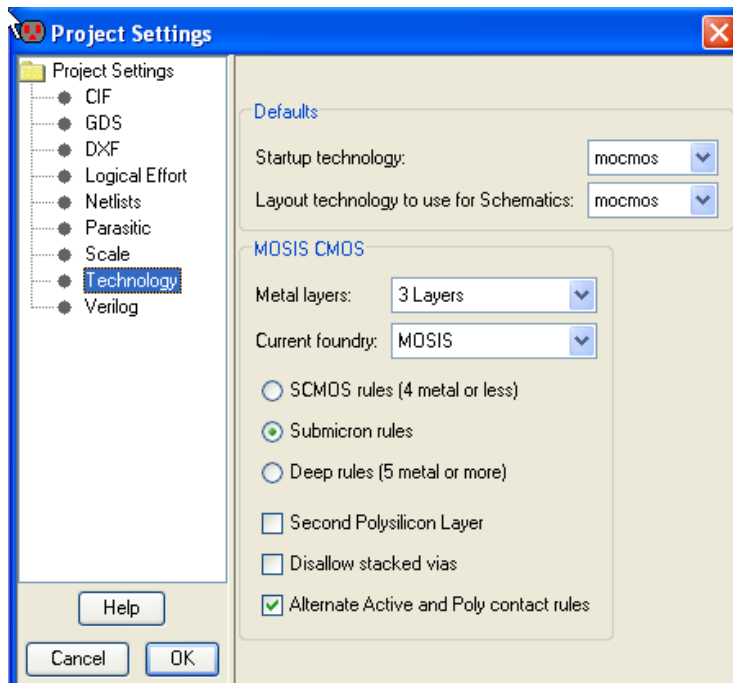 Project Settings
Project Settings
CIF
GDS
DXF
Logical Effort
Netlists
Parasitic
Scale
Technology
Verilog
Help
Cancel
OK
Defaults
Startup technology: mocmos
Layout technology to use for Schematics: mocmos
MOSIS CMOS
Metal layers: 3 Layers
Current foundry: MOSIS
SCMOS rules (4 metal or less)
Submicron rules
Deep rules (5 metal or more)
Second Polysilicon Layer
Disallow stacked vias
Alternate Active and Poly contact rules